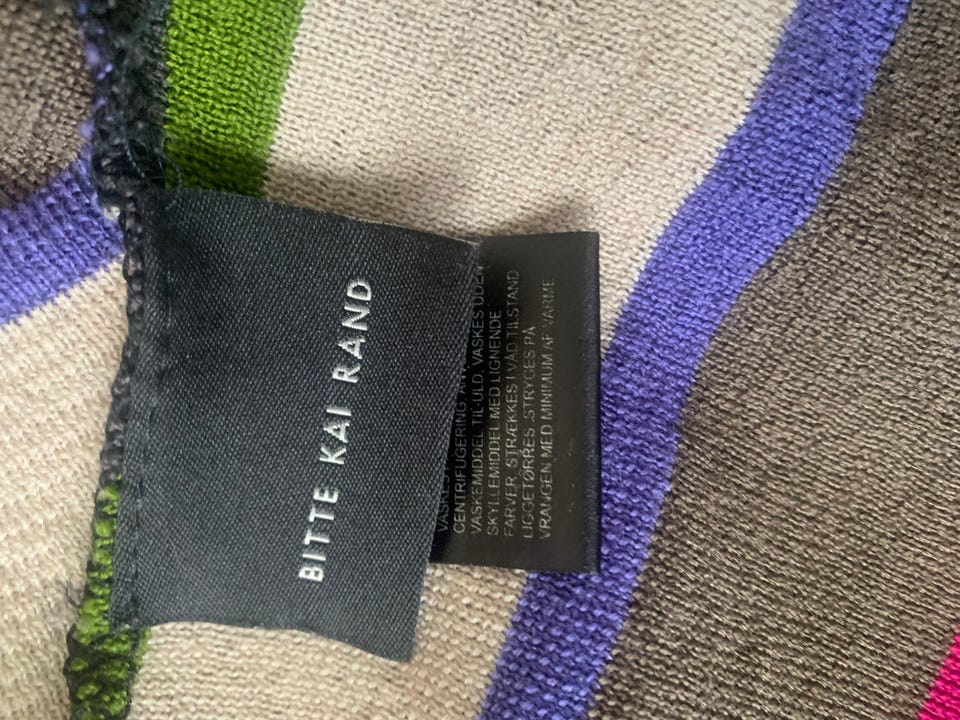 BITTE KAI RAND
CENTRIFUGERING
VASKEMIDDEL TIL ULD. VASKES UDEN
SKYLLEMIDDEL MED LIGNENDE
FARVER. STRÆKKES I VÅD TILSTAND
LIGGETØRRES. STRYGES PÅ
VRANGEN MED MINIMUM AF VARME